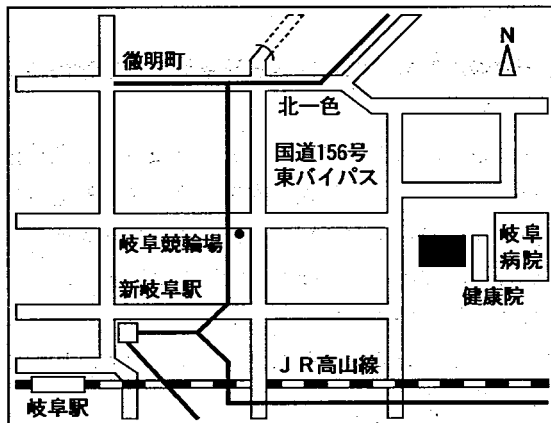 N
徹明町
北一色
国道156号
東バイパス
岐阜競輪場
岐阜
病院
新岐阜駅
健康院
JR高山線
岐阜駅